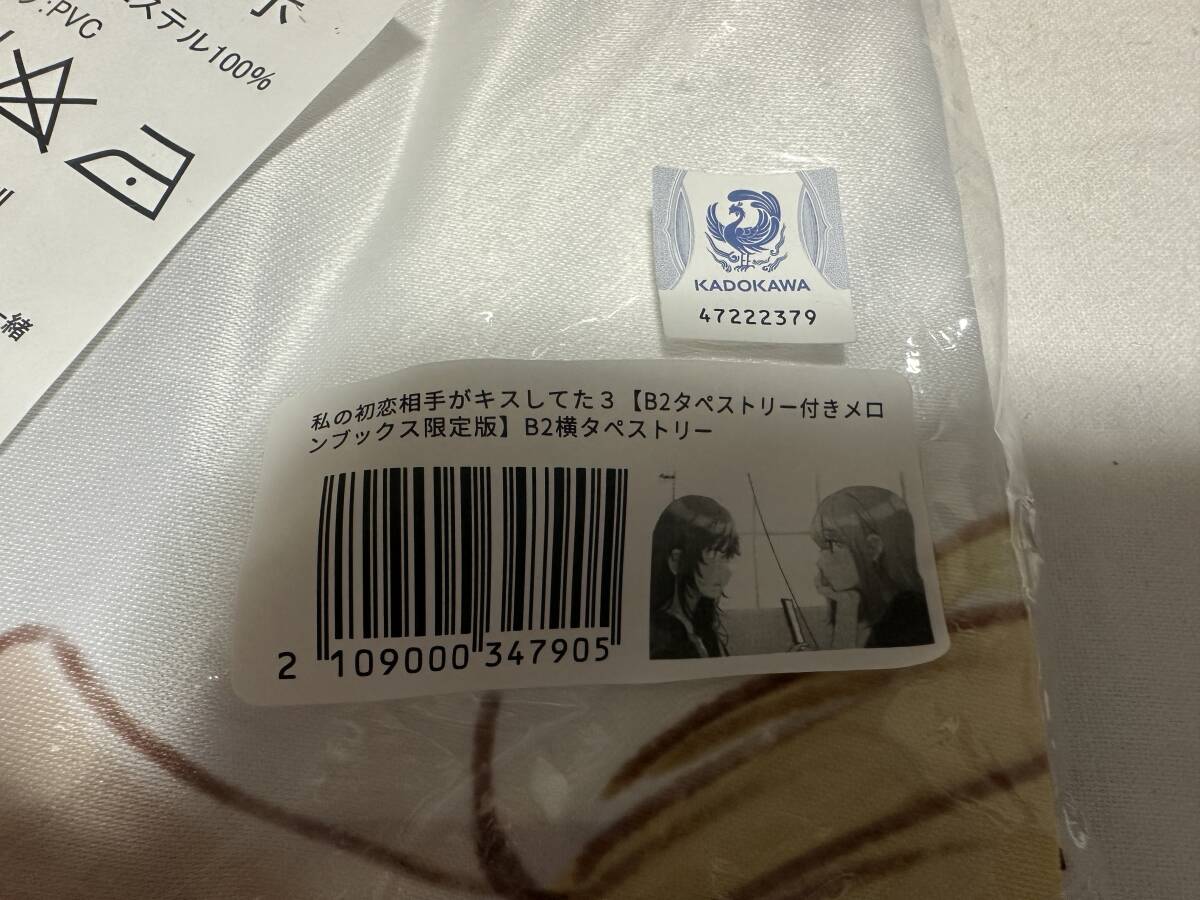 :PVC
ステル100%
一緒
KADOKAWA
47222379
私の初恋相手がキスしてた３【B2タペストリー付きメロ
ンブックス限定版】B2横タペストリー
2 109000 347905